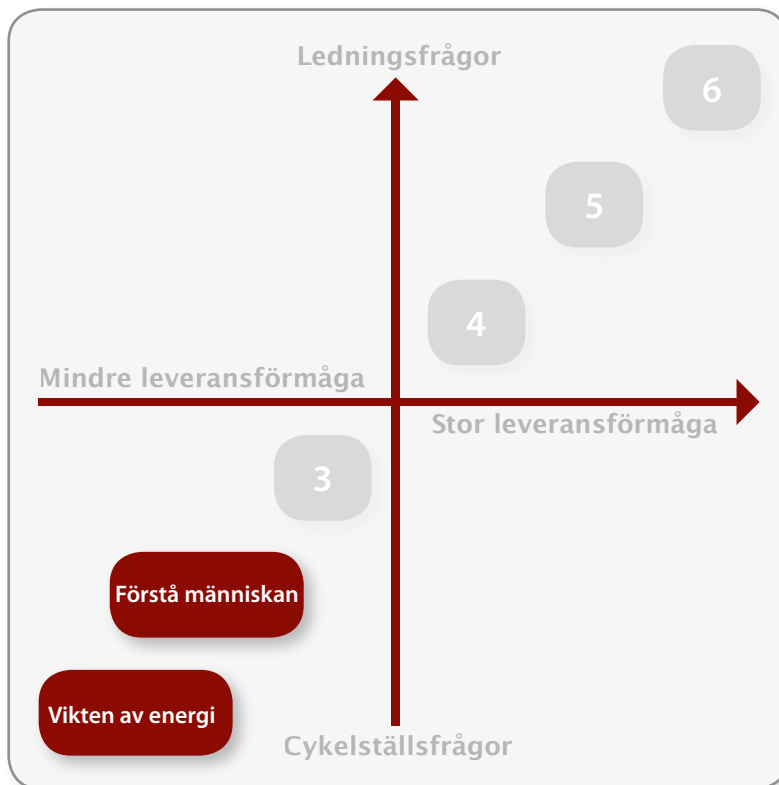 Ledningsfrågor
6
5
4
Mindre leveransförmåga
Stor leveransförmåga
3
Förstå människan
Vikten av energi
Cykelställsfrågor